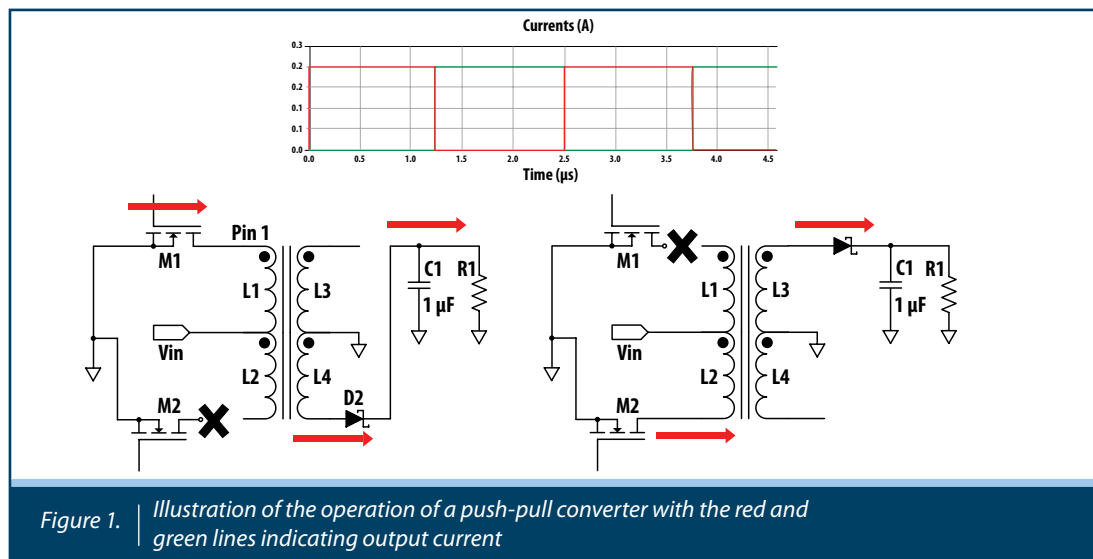 Currents (A)
0.3
0.2
0.2
0.1
0.1
0.0
0.0 0.5 1.0 1.5 2.0 2.5 3.0 3.5 4.0 4.5
Time (µs)
M1
Pin 1
L1
L3
C1
1 µF
R1
Vin
L2
L4
M2
D2
M1
L1
L3
C1
1 µF
R1
Vin
L2
L4
M2
Figure 1. Illustration of the operation of a push-pull converter with the red and
green lines indicating output current